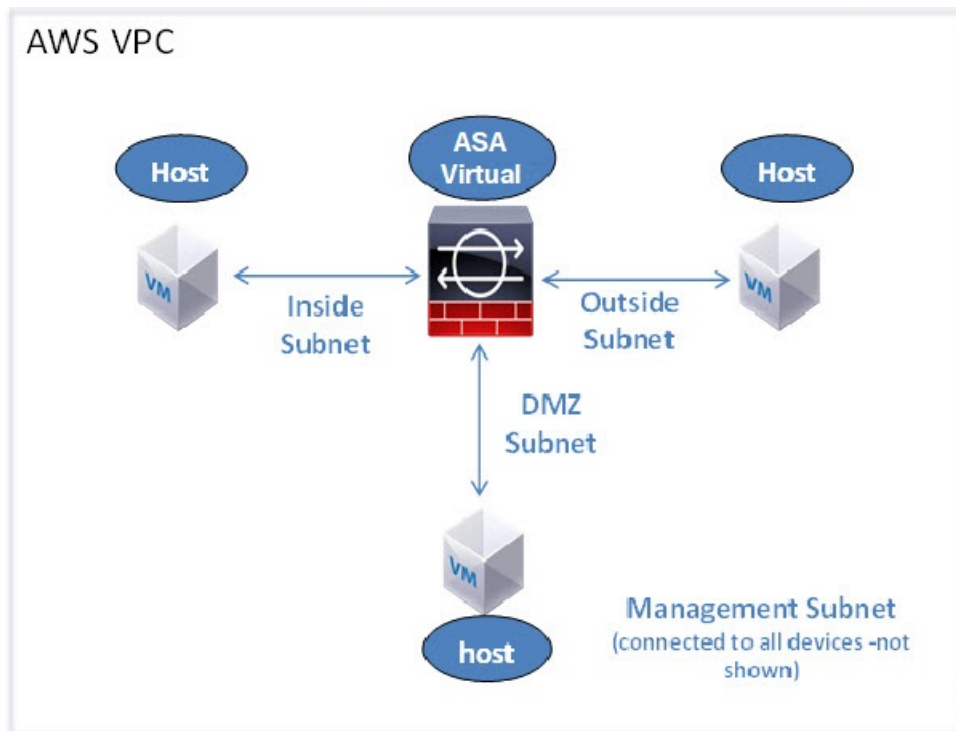 AWS VPC
Host
ASA
Virtual
Host
VM
VM
Inside
Subnet
Outside
Subnet
DMZ
Subnet
VM
host
Management Subnet
(connected to all devices -not
shown)